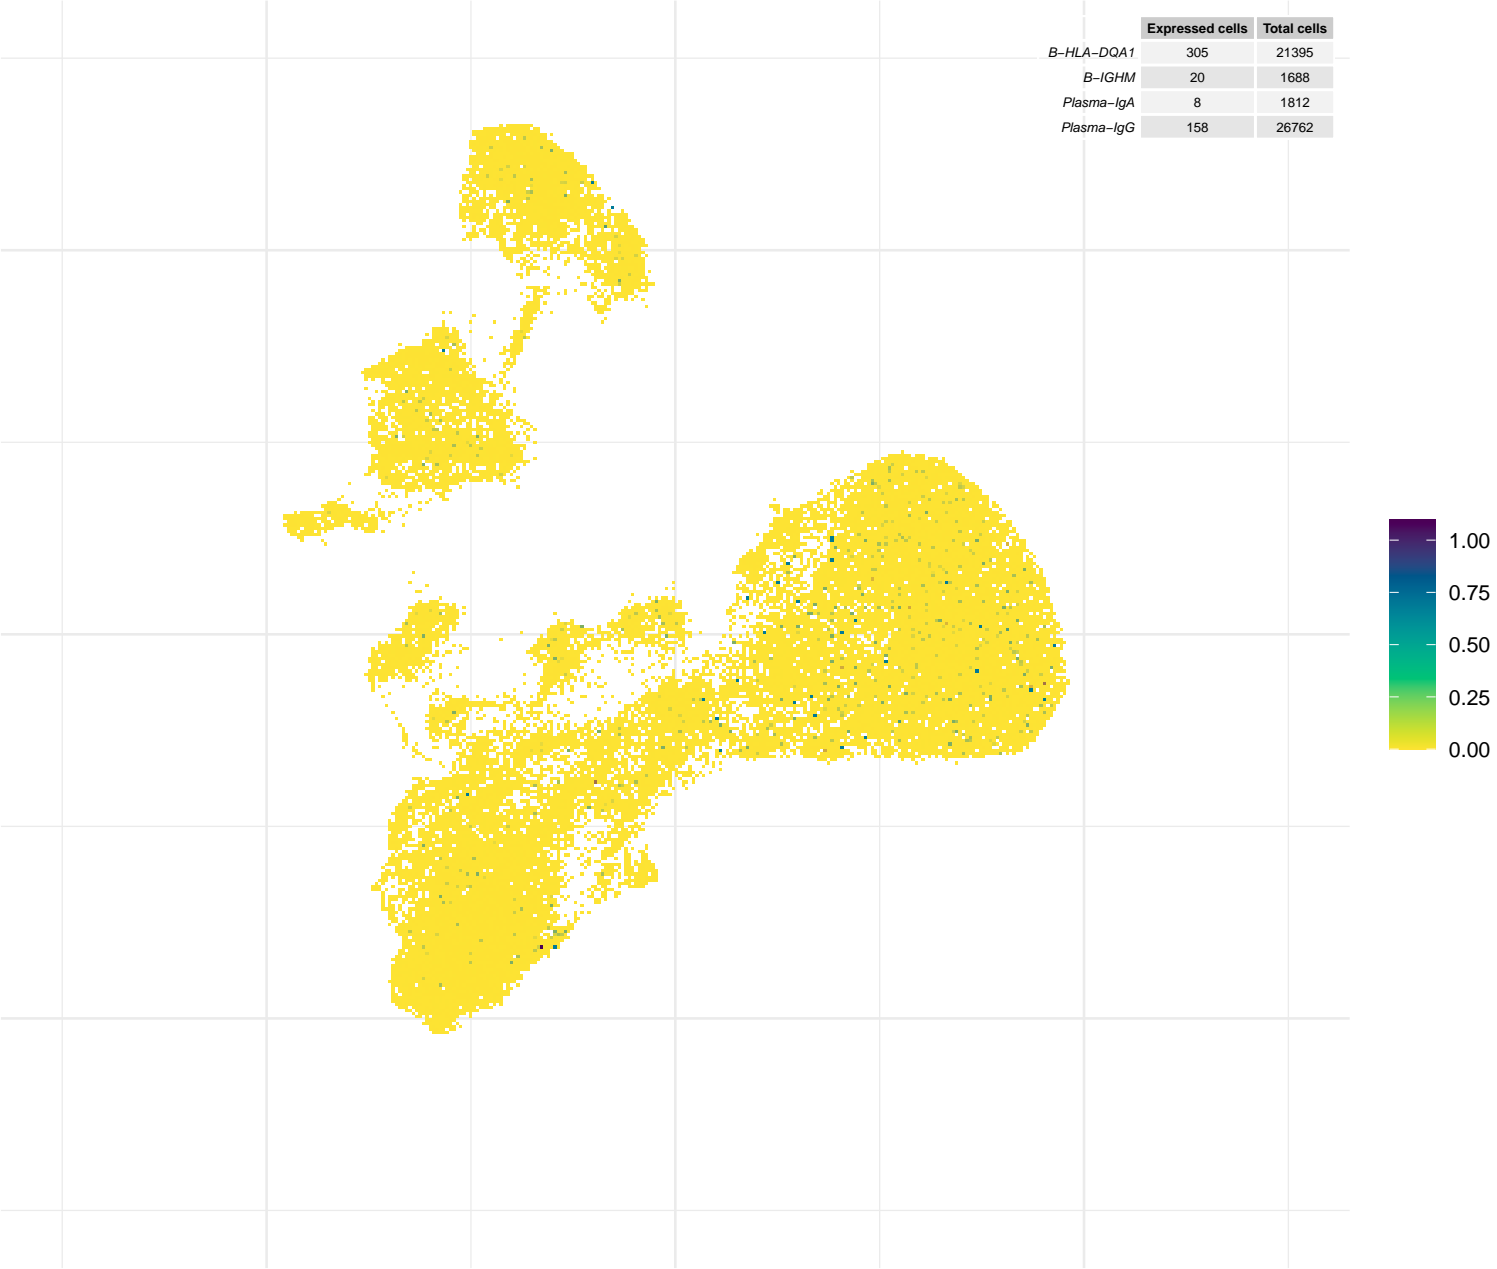 Expressed cells Total cells
B−HLA−DQA1 305 21395
B−IGHM 20 1688
Plasma−IgA 8 1812
Plasma−IgG 158 26762
1.00
0.75
0.50
0.25
0.00